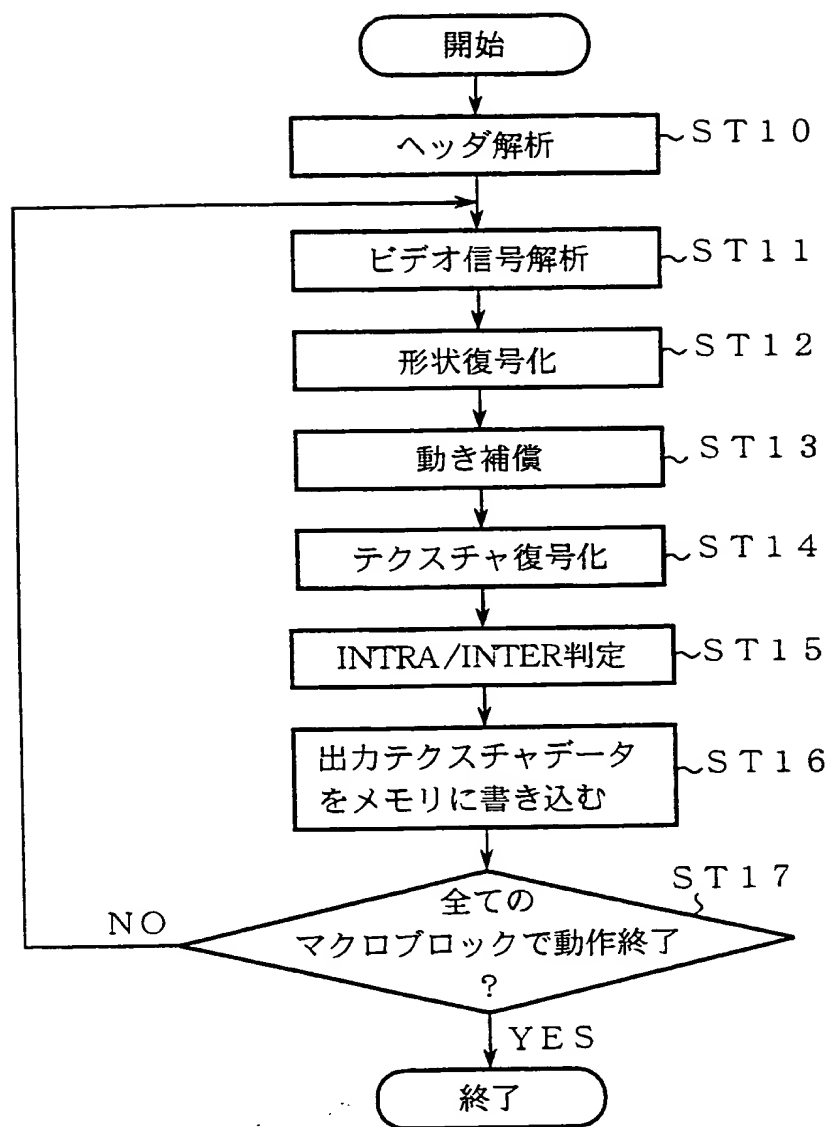 開始
ヘッダ解析
ST10
ビデオ信号解析
ST11
形状復号化
ST12
動き補償
ST13
テクスチャ復号化
ST14
INTRA/INTER判定
ST15
出力テクスチャデータ
をメモリに書き込む
ST16
ST17
全ての
マクロブロックで動作終了
?
NO
YES
終了